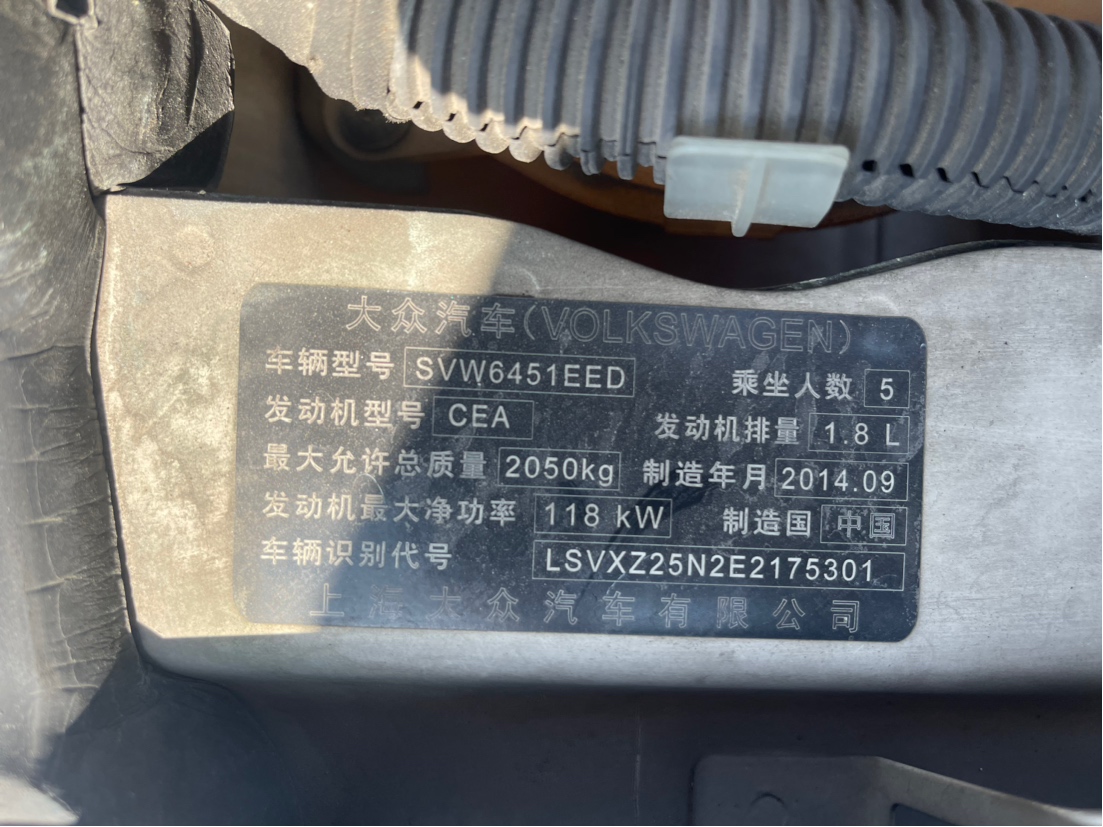 大众汽车(VOLKSWAGEN)
车辆型号 SVW6451EED 乘坐人数 5
发动机型号 CEA 发动机排量 1.8 L
最大允许总质量 2050kg 制造年月 2014.09
发动机最大净功率 118 kW 制造国 中国
车辆识别代号 LSVXZ25N2E2175301
上海大众汽车有限公司